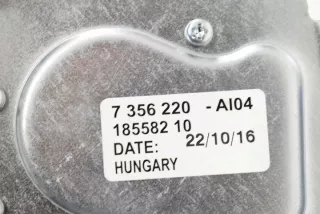 7 356 220 - AI04
185582 10
DATE: 22/10/16
HUNGARY